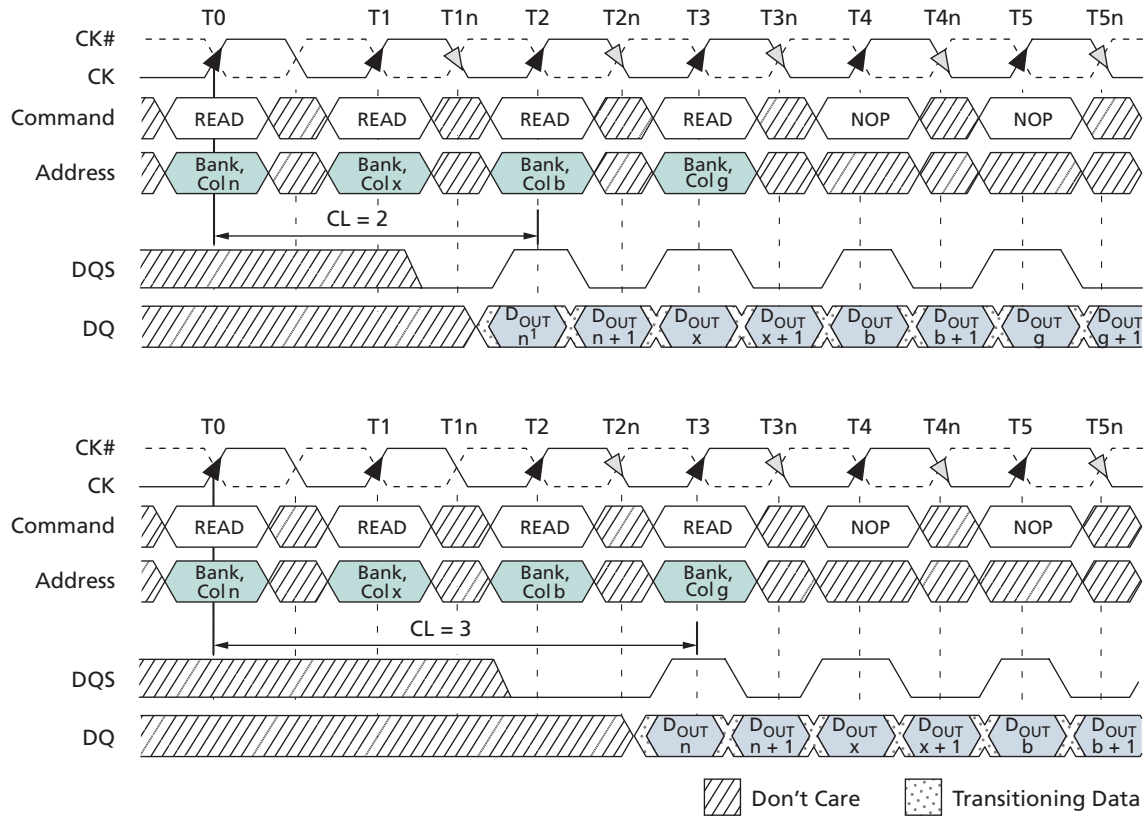 T0 T1 T1n T2 T2n T3 T3n T4 T4n T5 T5n
CK#
CK
Command READ READ READ READ NOP NOP
Address Bank, Col n Bank, Col x Bank, Col b Bank, Col g
CL = 2
DQS
DQ DOUT n1 DOUT n + 1 DOUT x DOUT x + 1 DOUT b DOUT b + 1 DOUT g DOUT g + 1
T0 T1 T1n T2 T2n T3 T3n T4 T4n T5 T5n
CK#
CK
Command READ READ READ READ NOP NOP
Address Bank, Col n Bank, Col x Bank, Col b Bank, Col g
CL = 3
DQS
DQ DOUT n DOUT n + 1 DOUT x DOUT x + 1 DOUT b DOUT b + 1
Don't Care Transitioning Data